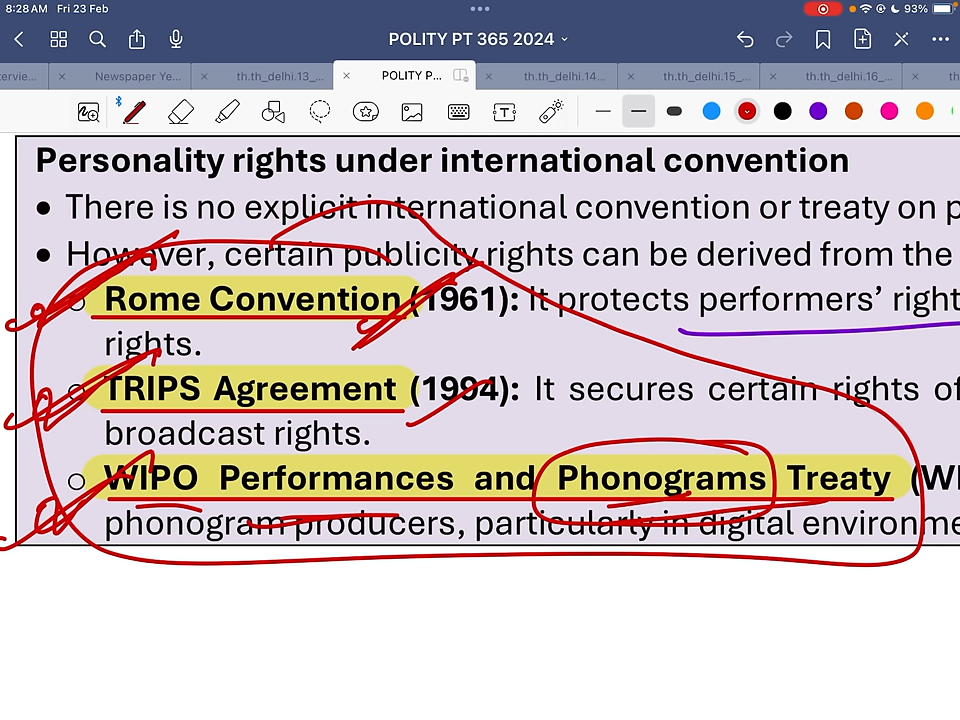 8:28 AM Fri 23 Feb
93%
POLITY PT 365 2024
Newspaper Ye...
th.th_delhi.13_...
POLITY P...
th.th_delhi.14...
th.th_delhi.15_...
th.th_delhi.16_...
Personality rights under international convention
• There is no explicit international convention or treaty on p
• However, certain publicity rights can be derived from the
○ Rome Convention (1961): It protects performers' right
rights.
○ TRIPS Agreement (1994): It secures certain rights of
broadcast rights.
○ WIPO Performances and Phonograms Treaty (W
phonogram producers, particularly in digital environme